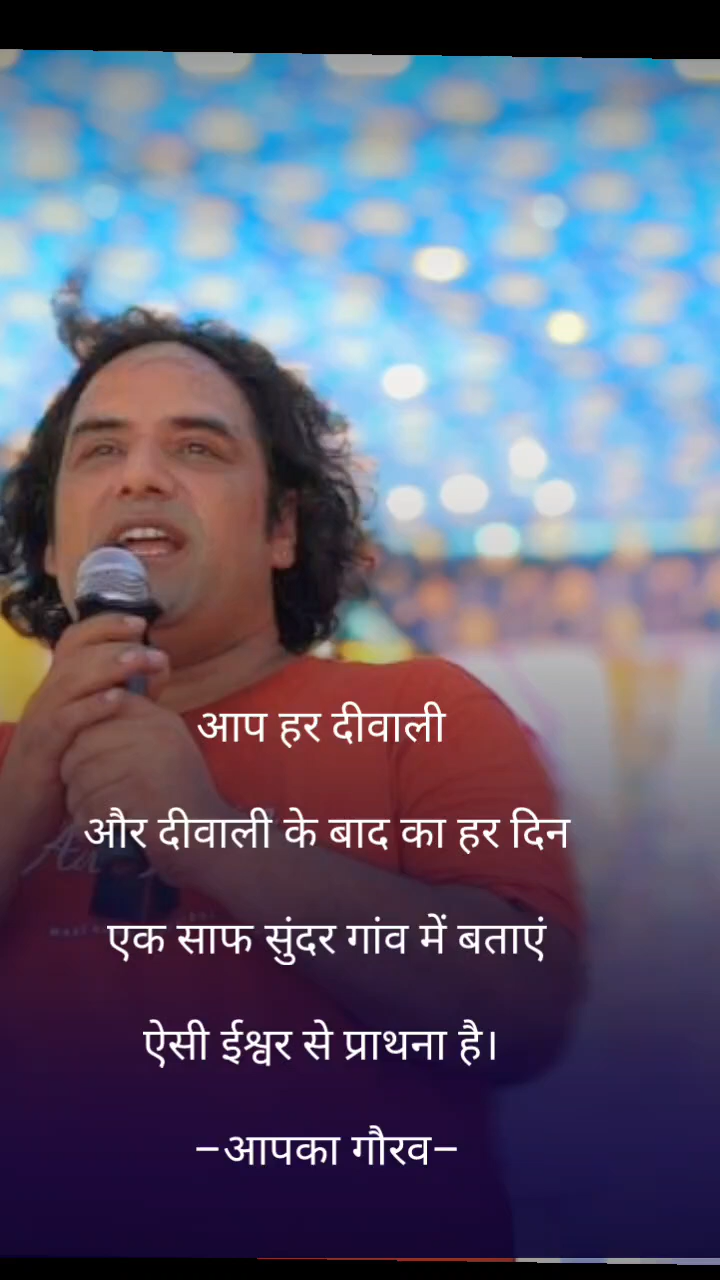 आप हर दीवाली
और दीवाली के बाद का हर दिन
एक साफ सुंदर गांव में बताएं
ऐसी ईश्वर से प्राथना है।
–आपका गौरव–